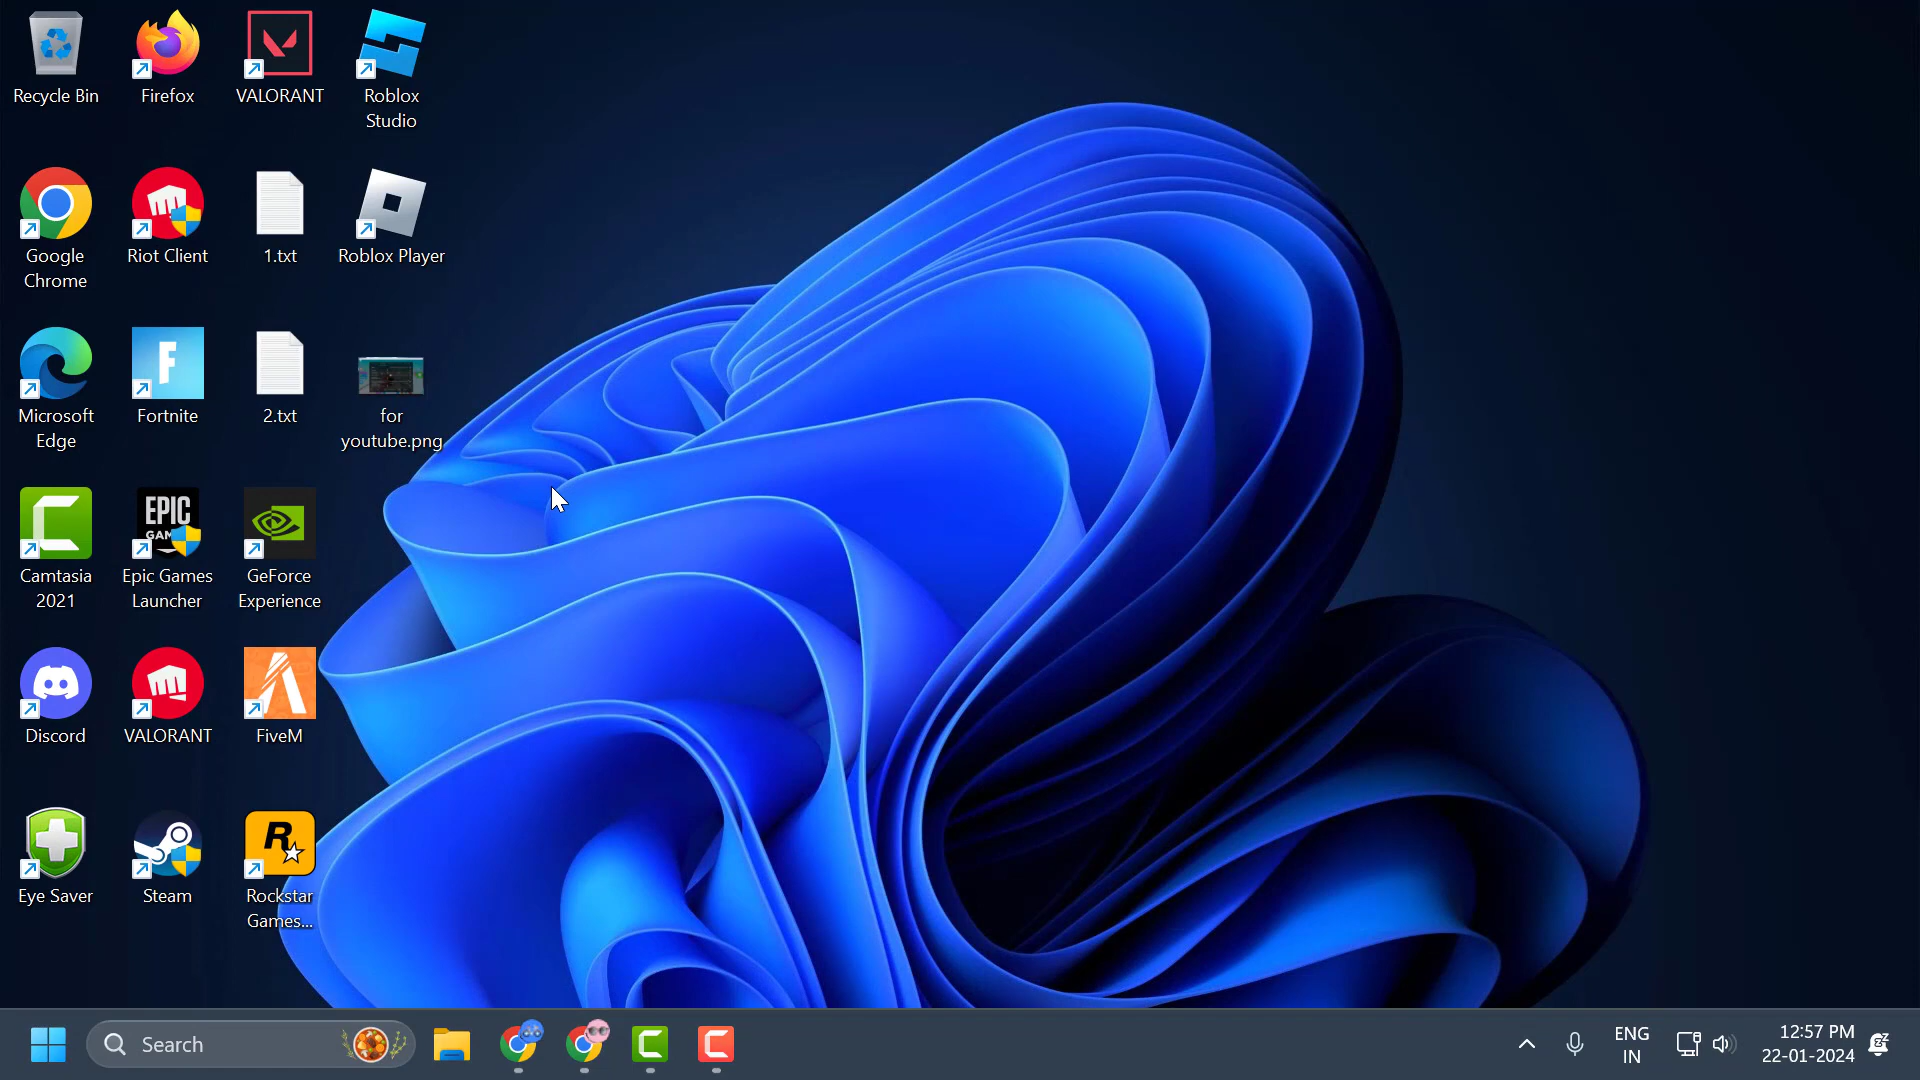 Recycle Bin
Firefox
VALORANT
Roblox
Studio
Google
Chrome
Riot Client
1.txt
Roblox Player
Microsoft
Edge
F
Fortnite
2.txt
for
youtube.png
Camtasia
2021
EPIC
Epic Games
Launcher
GeForce
Experience
Discord
VALORANT
FiveM
Eye Saver
Steam
R
Rockstar
Games...
Search
ENG
IN
12:57 PM
22-01-2024